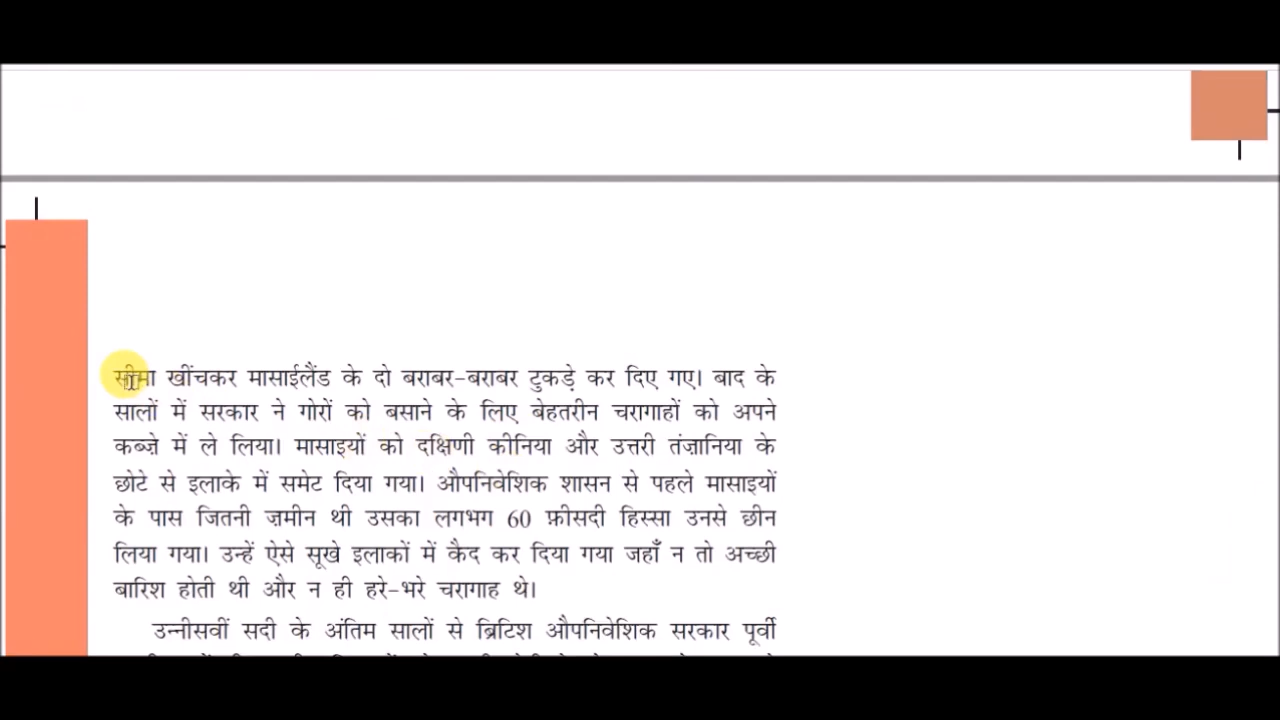 सीमा खींचकर मासाईलैंड के दो बराबर-बराबर टुकड़े कर दिए गए। बाद के
सालों में सरकार ने गोरों को बसाने के लिए बेहतरीन चरागाहों को अपने
कब्ज़े में ले लिया। मासाइयों को दक्षिणी कीनिया और उत्तरी तंज़ानिया के
छोटे से इलाके में समेट दिया गया। औपनिवेशिक शासन से पहले मासाइयों
के पास जितनी ज़मीन थी उसका लगभग 60 फ़ीसदी हिस्सा उनसे छीन
लिया गया। उन्हें ऐसे सूखे इलाकों में कैद कर दिया गया जहाँ न तो अच्छी
बारिश होती थी और न ही हरे-भरे चरागाह थे।
उन्नीसवीं सदी के अंतिम सालों से ब्रिटिश औपनिवेशिक सरकार पूर्वी